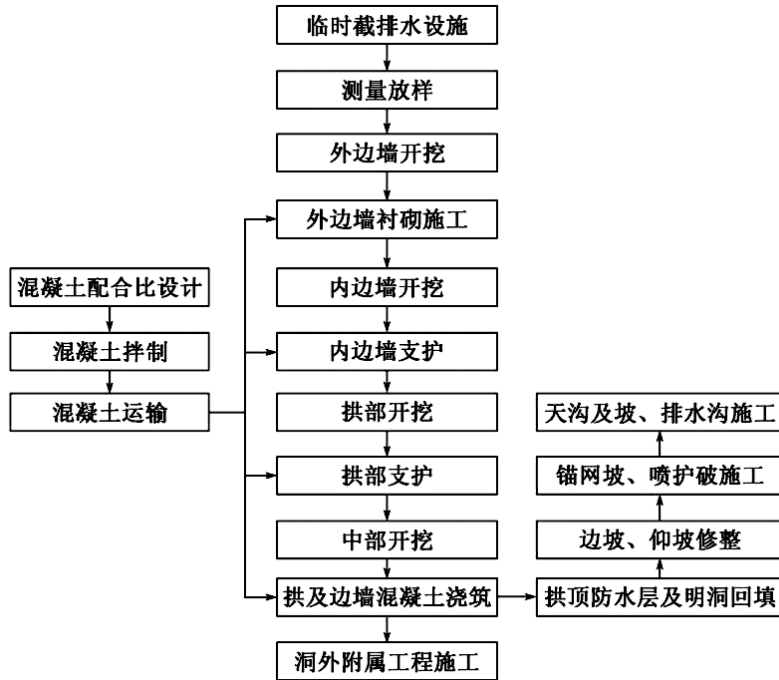 临时截排水设施
测量放样
外边墙开挖
外边墙衬砌施工
内边墙开挖
内边墙支护
拱部开挖
拱部支护
中部开挖
拱及边墙混凝土浇筑
洞外附属工程施工
混凝土配合比设计
混凝土拌制
混凝土运输
天沟及坡、排水沟施工
锚网坡、喷护破施工
边坡、仰坡修整
拱顶防水层及明洞回填